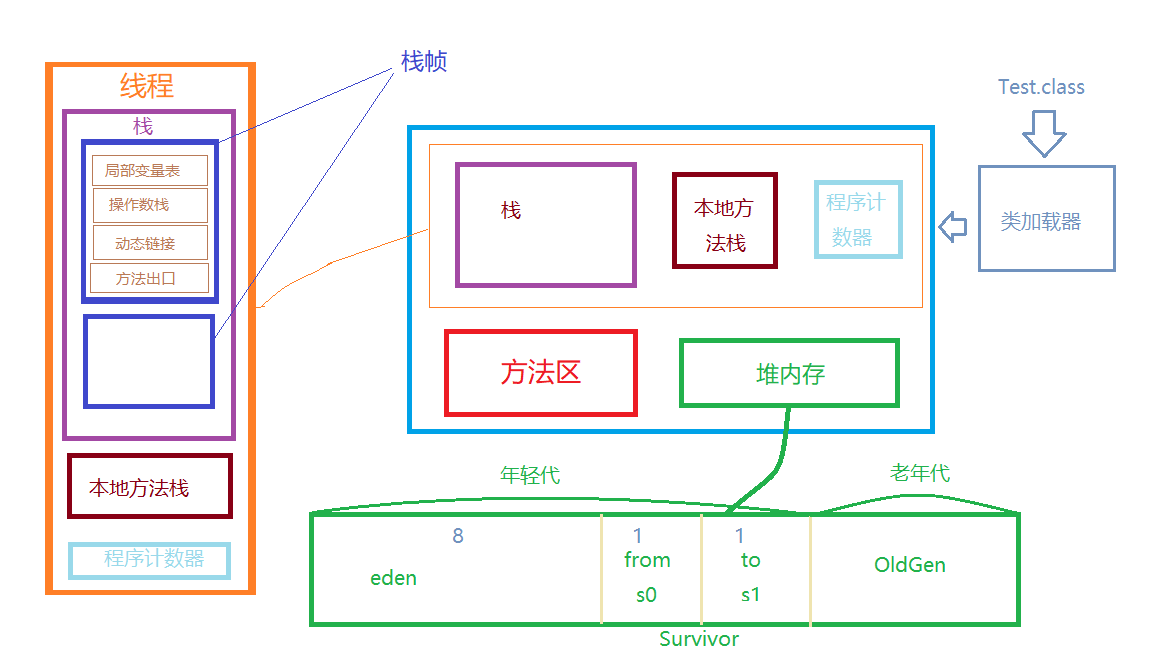 栈帧
线程
栈
局部变量表
操作数栈
动态链接
方法出口
本地方法栈
程序计数器
栈
本地方
法栈
程序计
数器
方法区
堆内存
Test.class
类加载器
年轻代
老年代
8
eden
1
from
s0
1
to
s1
OldGen
Survivor